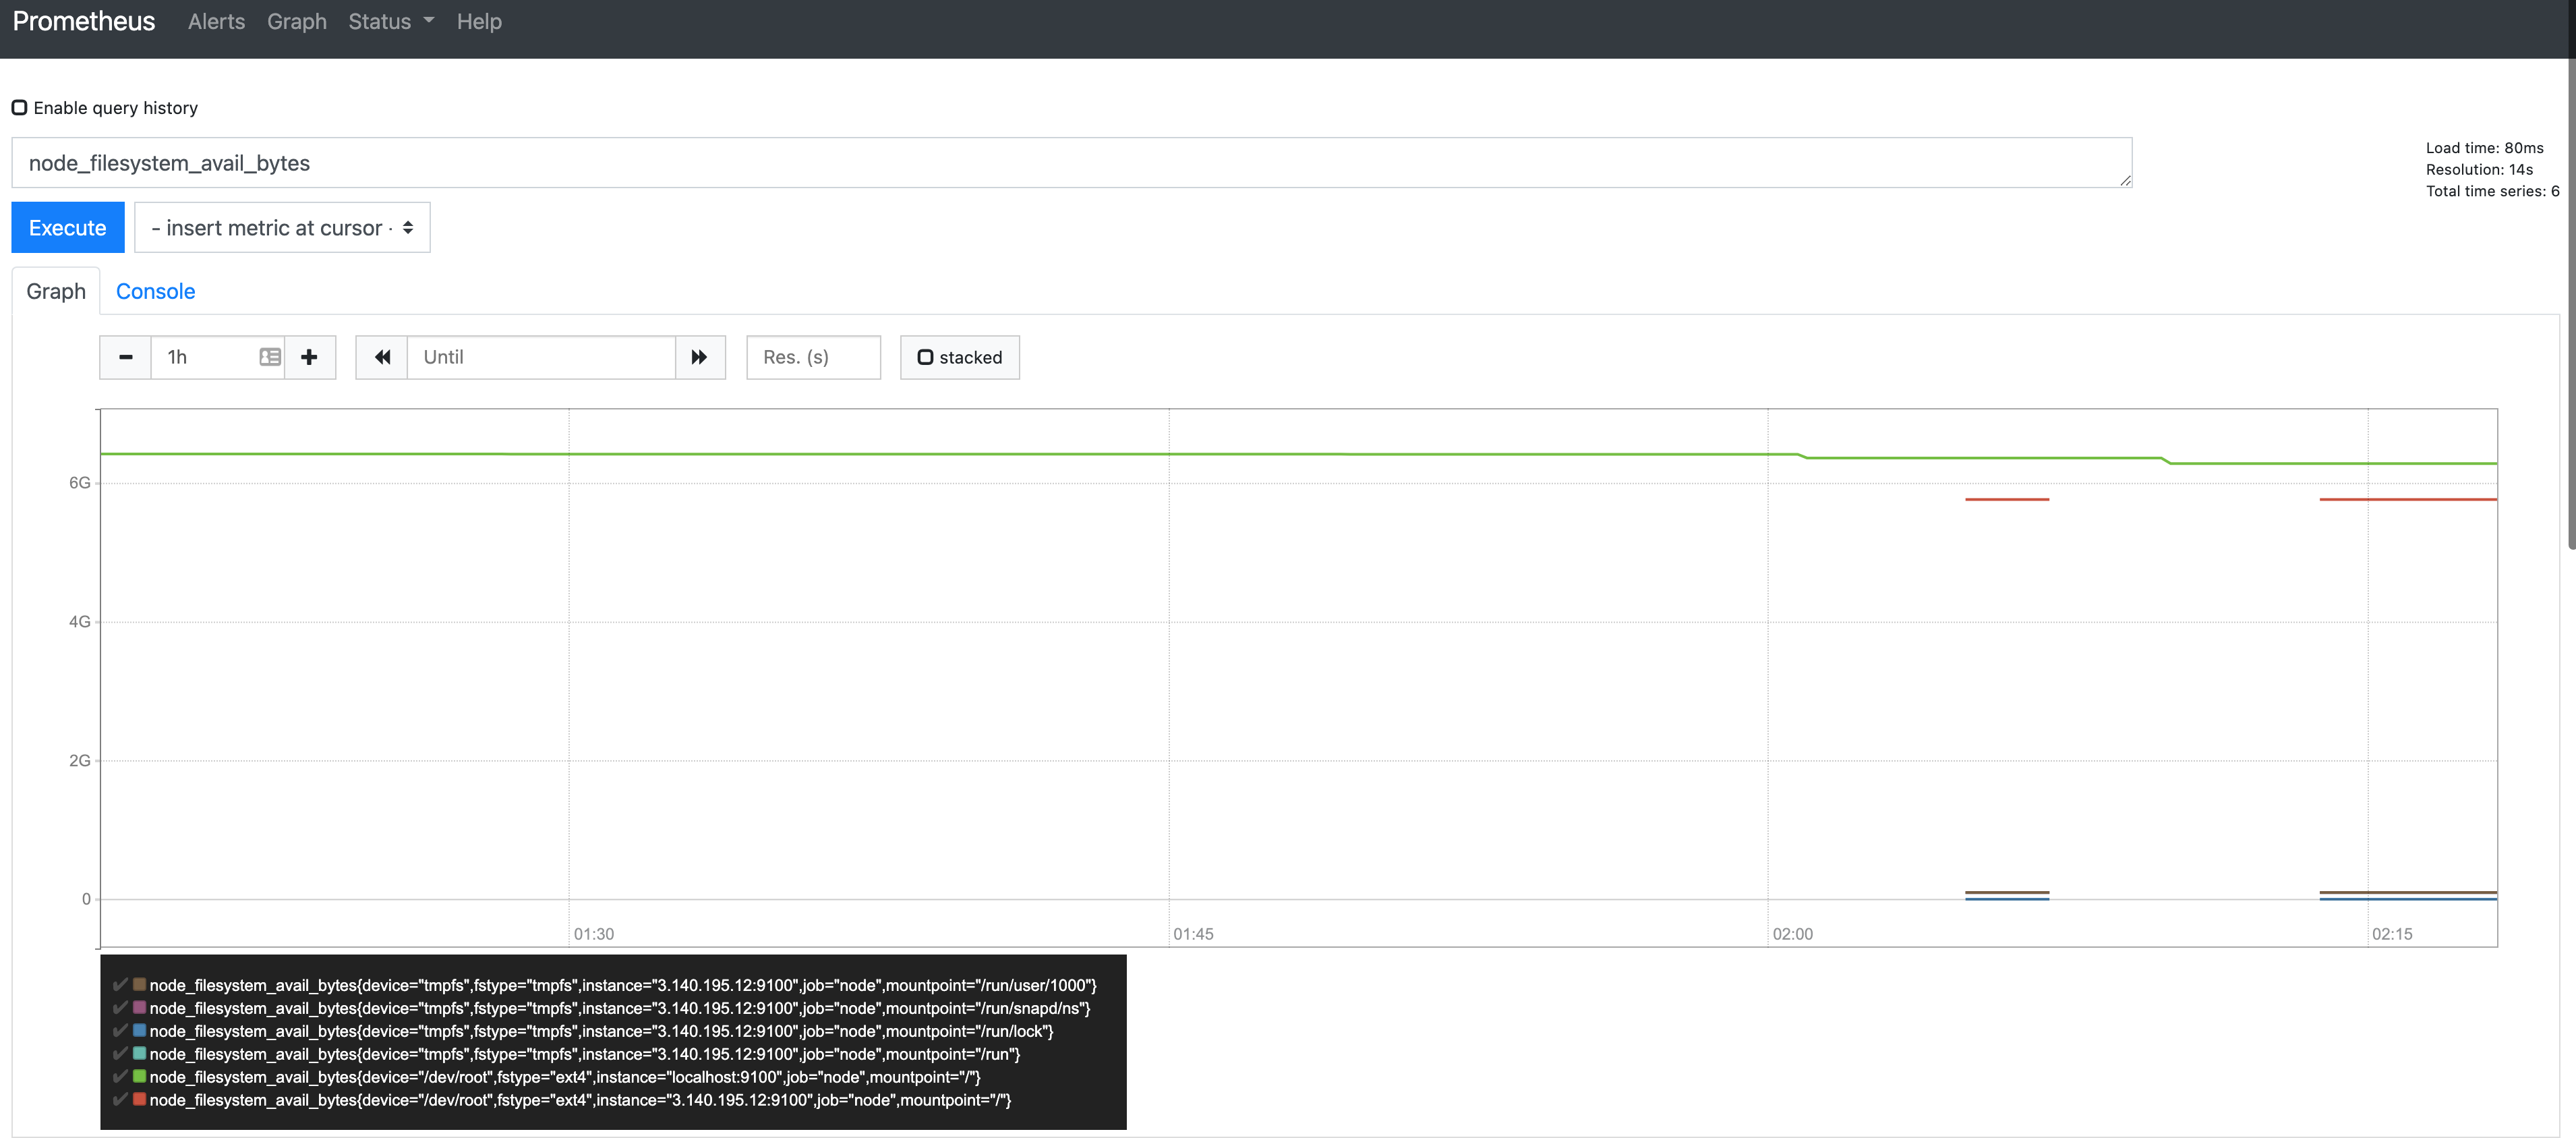 Prometheus Alerts Graph Status Help
Enable query history
node_filesystem_avail_bytes
Load time: 80ms
Resolution: 14s
Total time series: 6
Execute - insert metric at cursor -
Graph Console
1h Until Res. (s) stacked
6G
4G
2G
0
01:30 01:45 02:00 02:15
node_filesystem_avail_bytes{device="tmpfs",fstype="tmpfs",instance="3.140.195.12:9100",job="node",mountpoint="/run/user/1000"}
node_filesystem_avail_bytes{device="tmpfs",fstype="tmpfs",instance="3.140.195.12:9100",job="node",mountpoint="/run/snapd/ns"}
node_filesystem_avail_bytes{device="tmpfs",fstype="tmpfs",instance="3.140.195.12:9100",job="node",mountpoint="/run/lock"}
node_filesystem_avail_bytes{device="tmpfs",fstype="tmpfs",instance="3.140.195.12:9100",job="node",mountpoint="/run"}
node_filesystem_avail_bytes{device="/dev/root",fstype="ext4",instance="localhost:9100",job="node",mountpoint="/"}
node_filesystem_avail_bytes{device="/dev/root",fstype="ext4",instance="3.140.195.12:9100",job="node",mountpoint="/"}